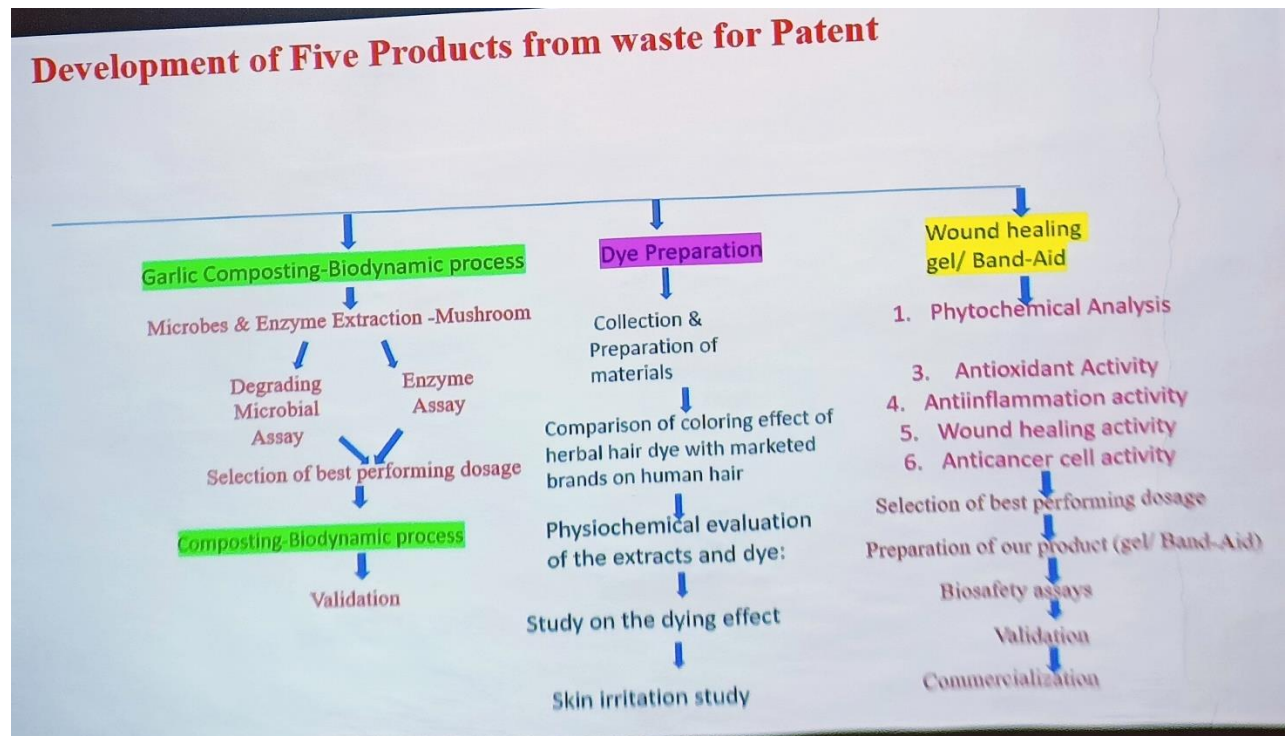 Development of Five Products from waste for Patent
Garlic Composting-Biodynamic process
Microbes & Enzyme Extraction -Mushroom
Degrading
Microbial
Assay
Enzyme
Assay
Selection of best performing dosage
Composting-Biodynamic process
Validation
Dye Preparation
Collection &
Preparation of
materials
Comparison of coloring effect of
herbal hair dye with marketed
brands on human hair
Physiochemical evaluation
of the extracts and dye:
Study on the dying effect
Skin irritation study
Wound healing
gel/ Band-Aid
1. Phytochemical Analysis
3. Antioxidant Activity
4. Antiinflammation activity
5. Wound healing activity
6. Anticancer cell activity
Selection of best performing dosage
Preparation of our product (gel/ Band-Aid)
Biosafety assays
Validation
Commercialization